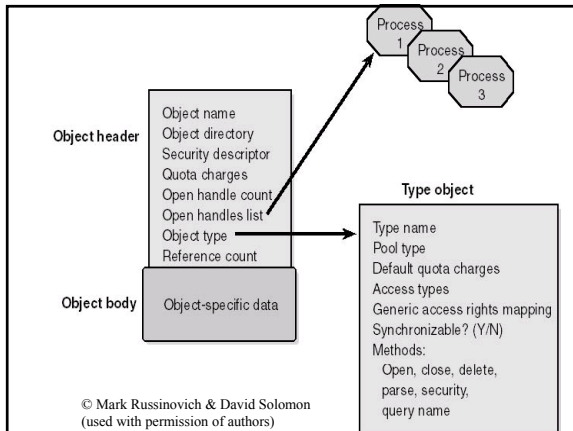 Process
1
Process
2
Process
3
Object header
Object name
Object directory
Security descriptor
Quota charges
Open handle count
Open handles list
Object type
Reference count
Object body
Object-specific data
Type object
Type name
Pool type
Default quota charges
Access types
Generic access rights mapping
Synchronizable? (Y/N)
Methods:
Open, close, delete,
parse, security,
query name
© Mark Russinovich & David Solomon
(used with permission of authors)